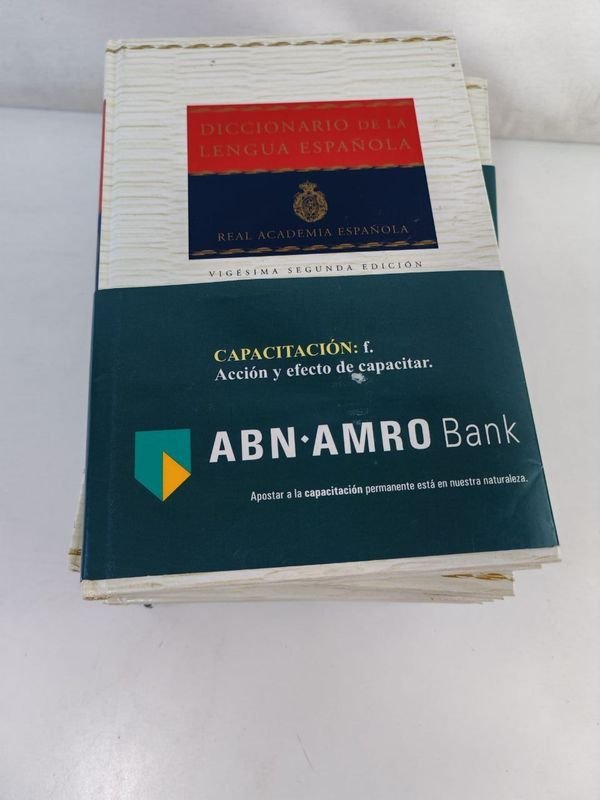 DICCIONARIO DE LA
LENGUA ESPAÑOLA
REAL ACADEMIA ESPAÑOLA
VIGÉSIMA SEGUNDA EDICIÓN
CAPACITACIÓN: f.
Acción y efecto de capacitar.
ABN·AMRO Bank
Apostar a la capacitación permanente está en nuestra naturaleza.